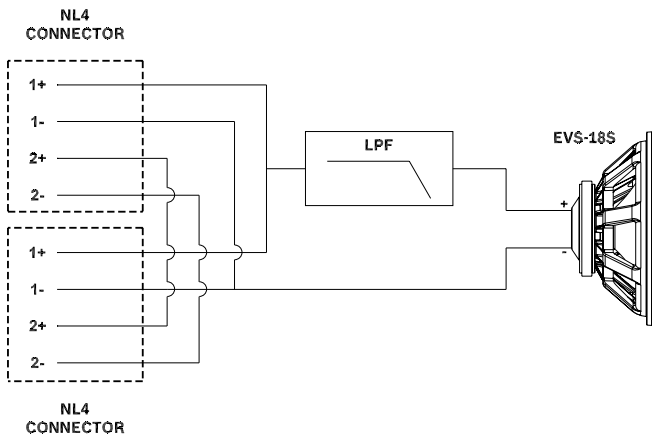 NL4
CONNECTOR
1+
1-
2+
2-
1+
1-
2+
2-
NL4
CONNECTOR
LPF
EVS-18S
+
-